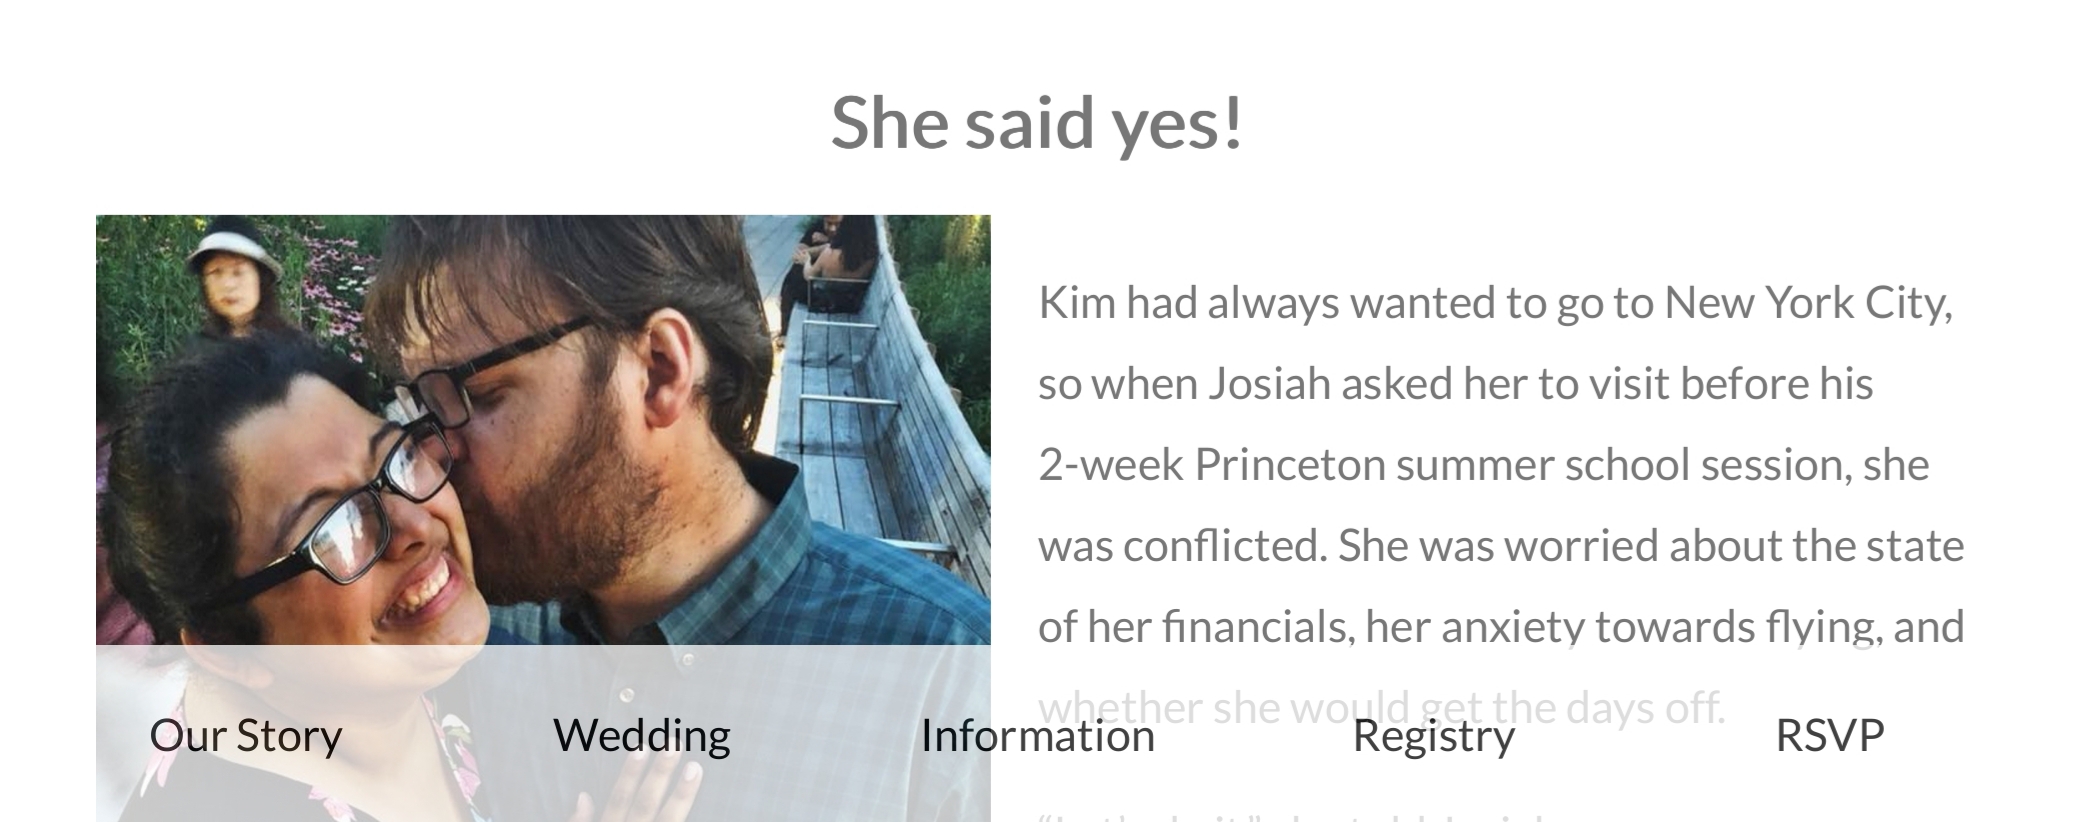 She said yes!
Kim had always wanted to go to New York City,
so when Josiah asked her to visit before his
2-week Princeton summer school session, she
was conflicted. She was worried about the state
of her financials, her anxiety towards flying, and
whether she would get the days off.
Our Story Wedding Information Registry RSVP